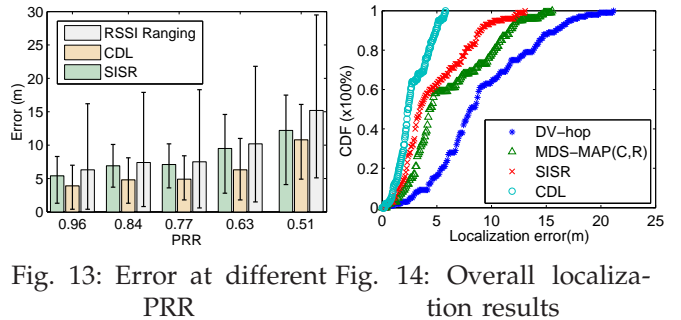 30
25
20
15
10
5
0
Error (m)
RSSI Ranging
CDL
SISR
0.96 0.84 0.77 0.63 0.51
PRR
Fig. 13: Error at different
PRR
1
0.8
0.6
0.4
0.2
0
CDF (x100%)
DV-hop
MDS-MAP(C,R)
SISR
CDL
0 5 10 15 20 25
Localization error(m)
Fig. 14: Overall localiza-
tion results